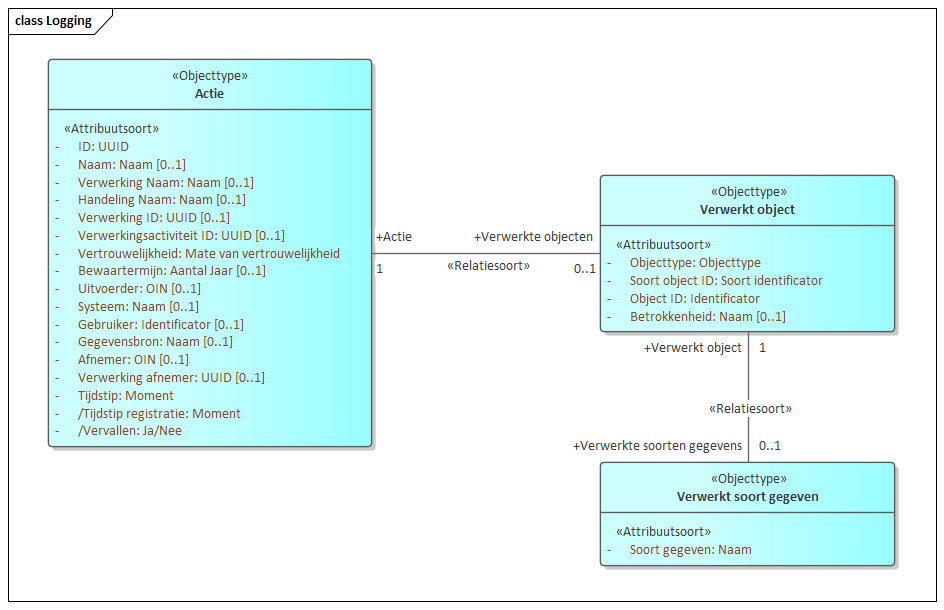 class Logging
«Objecttype»
Actie
«Attribuutsoort»
- ID: UUID
- Naam: Naam [0..1]
- Verwerking Naam: Naam [0..1]
- Handeling Naam: Naam [0..1]
- Verwerking ID: UUID [0..1]
- Verwerkingsactiviteit ID: UUID [0..1]
- Vertrouwelijkheid: Mate van vertrouwelijkheid
- Bewaartermijn: Aantal Jaar [0..1]
- Uitvoerder: OIN [0..1]
- Systeem: Naam [0..1]
- Gebruiker: Identificator [0..1]
- Gegevensbron: Naam [0..1]
- Afnemer: OIN [0..1]
- Verwerking afnemer: UUID [0..1]
- Tijdstip: Moment
- /Tijdstip registratie: Moment
- /Vervallen: Ja/Nee
+Actie
+Verwerkte objecten
1
«Relatiesoort»
0..1
«Objecttype»
Verwerkt object
«Attribuutsoort»
- Objecttype: Objecttype
- Soort object ID: Soort identificator
- Object ID: Identificator
- Betrokkenheid: Naam [0..1]
+Verwerkt object
1
«Relatiesoort»
+Verwerkte soorten gegevens
0..1
«Objecttype»
Verwerkt soort gegeven
«Attribuutsoort»
- Soort gegeven: Naam